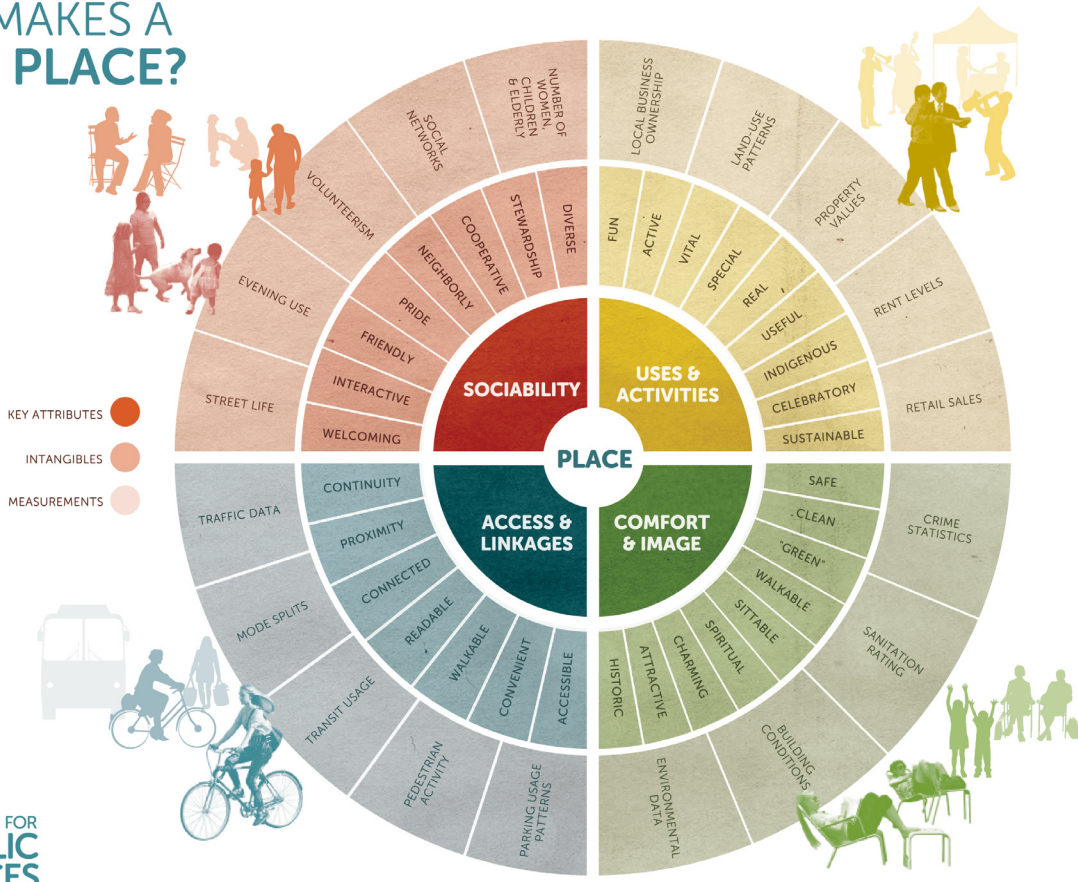 MAKES A
PLACE?
KEY ATTRIBUTES
INTANGIBLES
MEASUREMENTS
PLACE
SOCIABILITY
USES &
ACTIVITIES
ACCESS &
LINKAGES
COMFORT
& IMAGE
WELCOMING
INTERACTIVE
FRIENDLY
PRIDE
NEIGHBORLY
COOPERATIVE
STEWARDSHIP
DIVERSE
FUN
ACTIVE
VITAL
SPECIAL
REAL
USEFUL
INDIGENOUS
CELEBRATORY
SUSTAINABLE
SAFE
CLEAN
"GREEN"
WALKABLE
SITTABLE
SPIRITUAL
CHARMING
ATTRACTIVE
HISTORIC
ACCESSIBLE
CONVENIENT
WALKABLE
READABLE
CONNECTED
PROXIMITY
CONTINUITY
STREET LIFE
EVENING USE
VOLUNTEERISM
SOCIAL
NETWORKS
NUMBER OF
WOMEN,
CHILDREN
& ELDERLY
LOCAL BUSINESS
OWNERSHIP
LAND-USE
PATTERNS
PROPERTY
VALUES
RENT LEVELS
RETAIL SALES
CRIME
STATISTICS
SANITATION
RATING
BUILDING
CONDITIONS
ENVIRONMENTAL
DATA
PARKING USAGE
PATTERNS
PEDESTRIAN
ACTIVITY
TRANSIT USAGE
MODE SPLITS
TRAFFIC DATA
FOR
LIC
CES